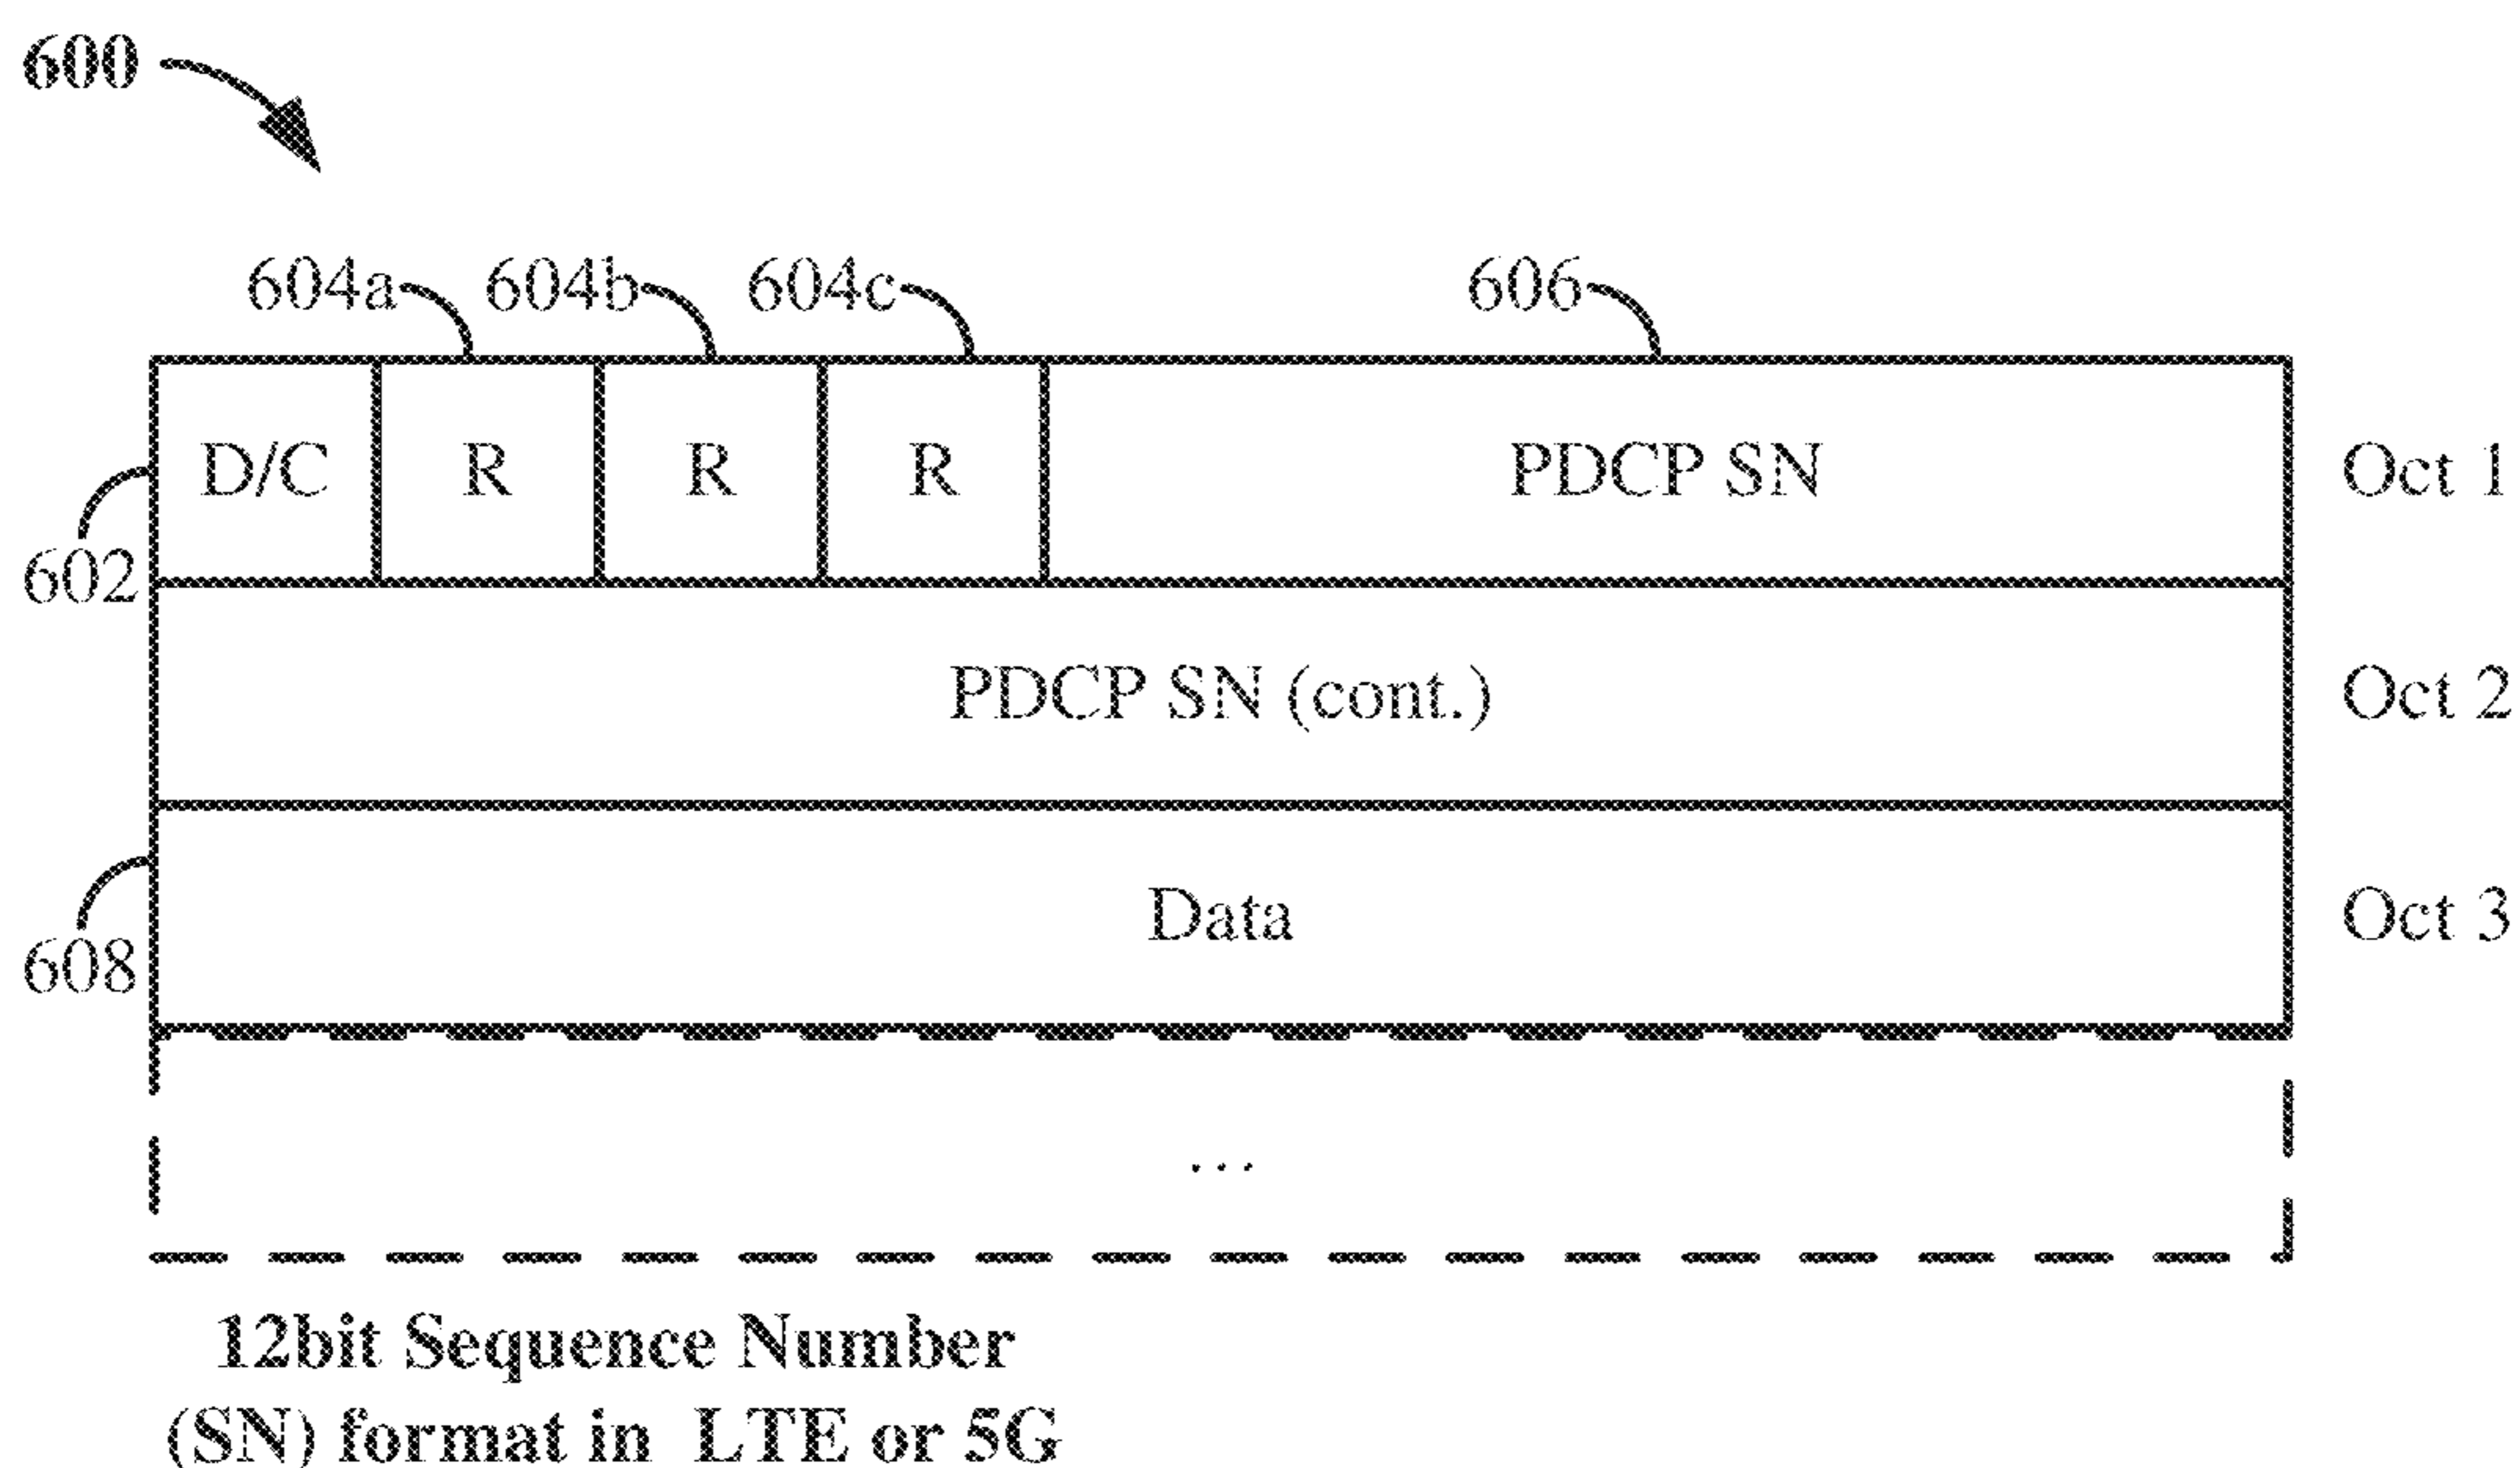 600
604a 604b 604c 606
D/C R R R PDCP SN Oct 1
602
PDCP SN (cont.) Oct 2
Data Oct 3
608
...
12bit Sequence Number
(SN) format in LTE or 5G